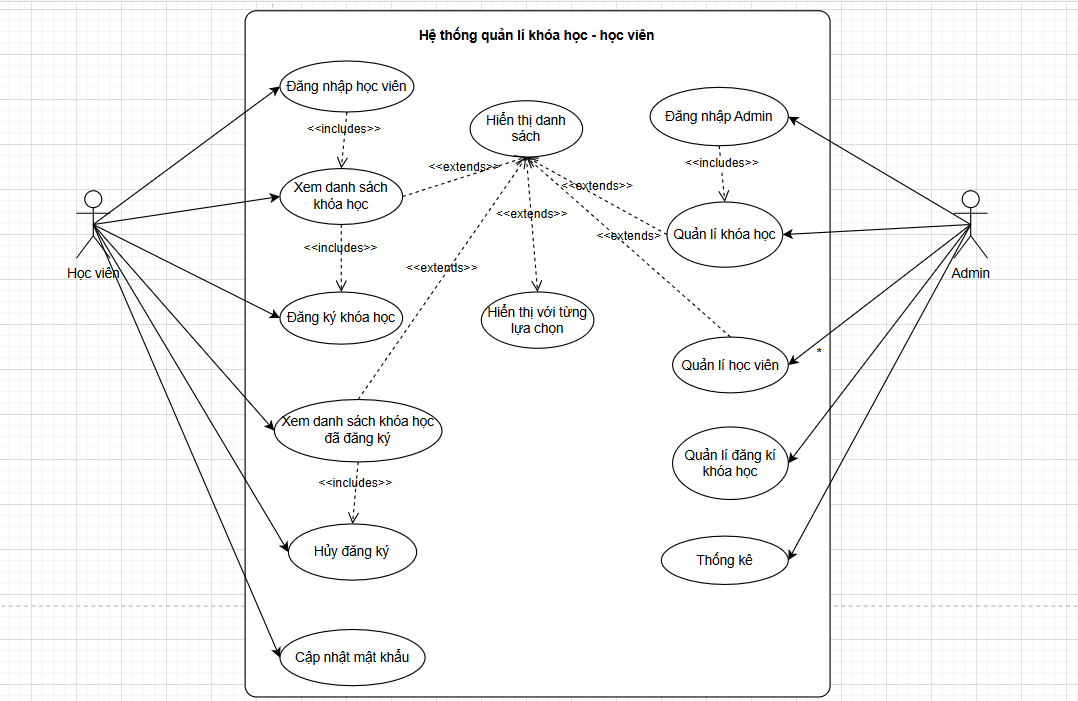 Hệ thống quản lí khóa học - học viên
Đăng nhập học viên
<<includes>>
Xem danh sách
khóa học
<<includes>>
Đăng ký khóa học
Xem danh sách khóa học
đã đăng ký
<<includes>>
Hủy đăng ký
Cập nhật mật khẩu
Học viên
Hiển thị danh
sách
<<extends>>
<<extends>>
<<extends>>
<<extends>>
<<extends>
Hiển thị với từng
lựa chọn
Đăng nhập Admin
<<includes>>
Quản lí khóa học
Quản lí học viên
*
Quản lí đăng kí
khóa học
Thống kê
Admin